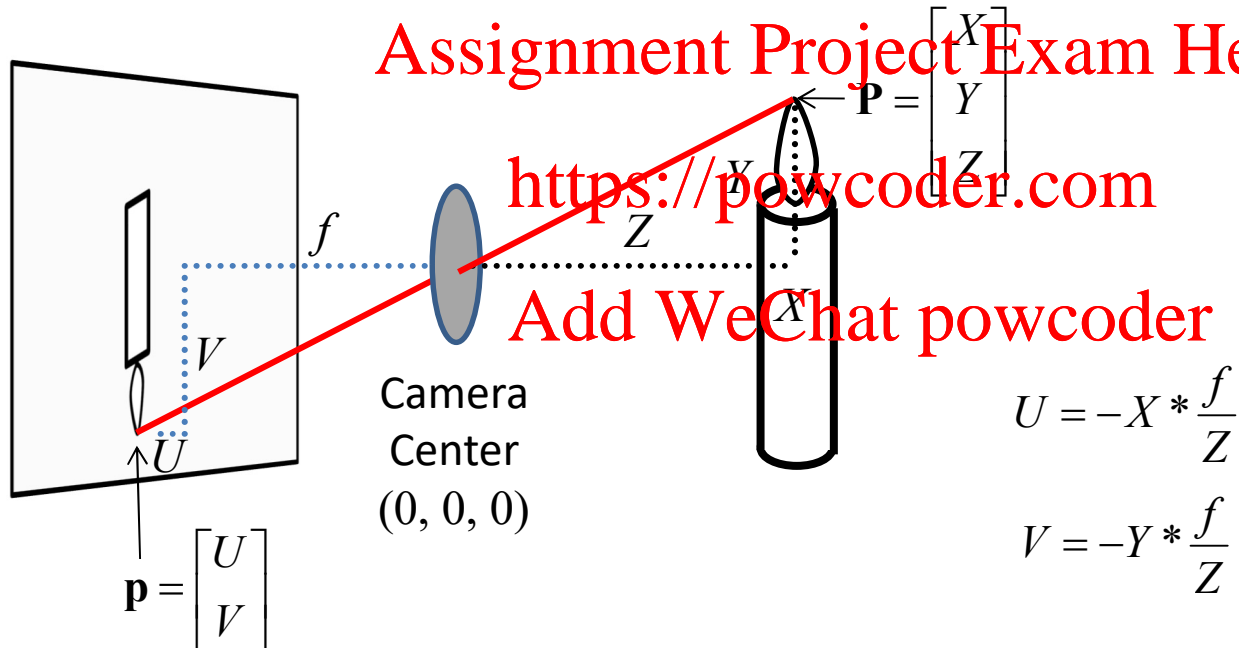 Assignment Project Exam He
P = [X Y Z]
https://powcoder.com
Y
f
Z
Add WeChat powcoder
X
V
U
Camera
Center
(0, 0, 0)
U = -X * f/Z
V = -Y * f/Z
p = [U V]